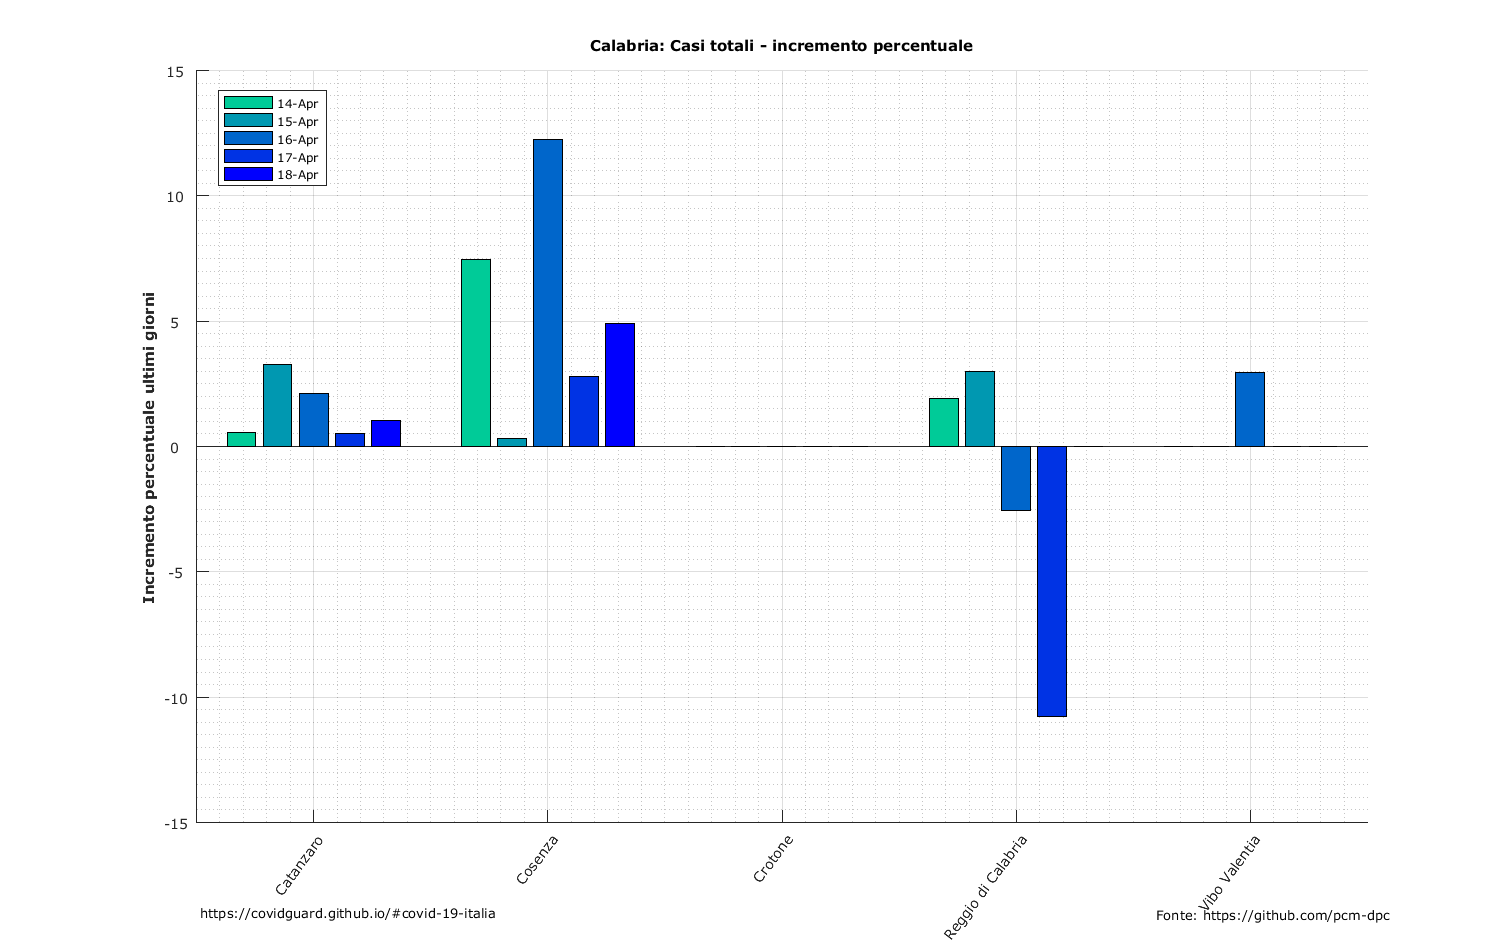 Calabria: Casi totali - incremento percentuale
15
10
5
0
-5
-10
-15
14-Apr
15-Apr
16-Apr
17-Apr
18-Apr
Incremento percentuale ultimi giorni
Catanzaro
Cosenza
Crotone
Reggio di Calabria
Vibo Valentia
https://covidguard.github.io/#covid-19-italia
Fonte: https://github.com/pcm-dpc